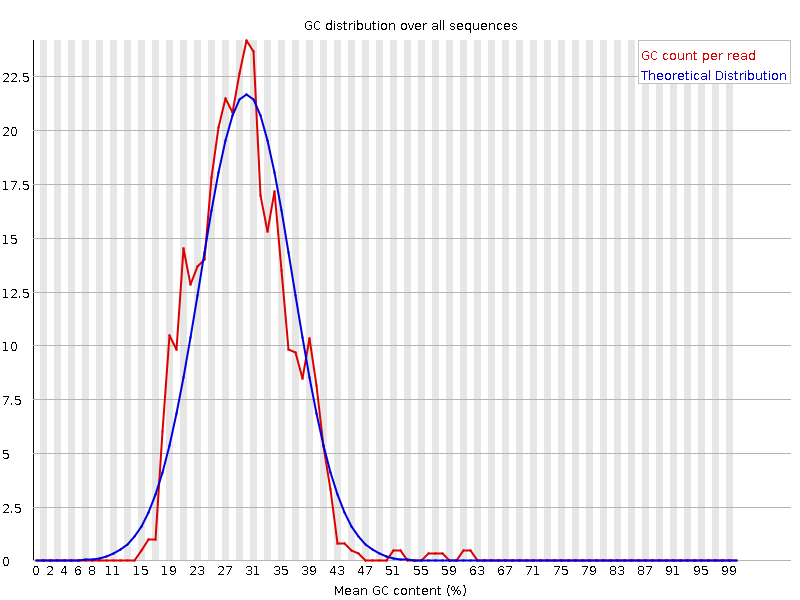 GC distribution over all sequences
GC count per read
Theoretical Distribution
22.5
20
17.5
15
12.5
10
7.5
5
2.5
0
0 2 4 6 8 11 15 19 23 27 31 35 39 43 47 51 55 59 63 67 71 75 79 83 87 91 95 99
Mean GC content (%)